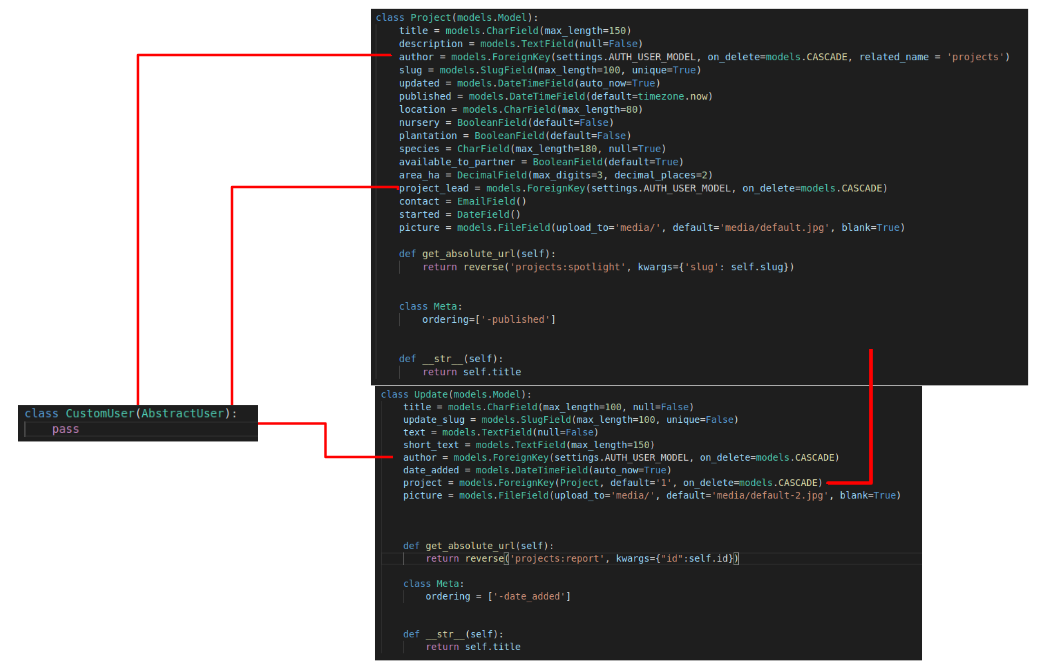 class Project(models.Model):
title = models.CharField(max_length=150)
description = models.TextField(null=False)
author = models.ForeignKey(settings.AUTH_USER_MODEL, on_delete=models.CASCADE, related_name = 'projects')
slug = models.SlugField(max_length=100, unique=True)
updated = models.DateTimeField(auto_now=True)
published = models.DateTimeField(default=timezone.now)
location = models.CharField(max_length=80)
nursery = BooleanField(default=False)
plantation = BooleanField(default=False)
species = CharField(max_length=180, null=True)
available_to_partner = BooleanField(default=True)
area_ha = DecimalField(max_digits=3, decimal_places=2)
project_lead = models.ForeignKey(settings.AUTH_USER_MODEL, on_delete=models.CASCADE)
contact = EmailField()
started = DateField()
picture = models.FileField(upload_to='media/', default='media/default.jpg', blank=True)
def get_absolute_url(self):
return reverse('projects:spotlight', kwargs={'slug': self.slug})
class Meta:
ordering=['-published']
def __str__(self):
return self.title
class CustomUser(AbstractUser):
pass
class Update(models.Model):
title = models.CharField(max_length=100, null=False)
update_slug = models.SlugField(max_length=100, unique=False)
text = models.TextField(null=False)
short_text = models.TextField(max_length=150)
author = models.ForeignKey(settings.AUTH_USER_MODEL, on_delete=models.CASCADE)
date_added = models.DateTimeField(auto_now=True)
project = models.ForeignKey(Project, default='1', on_delete=models.CASCADE)
picture = models.FileField(upload_to='media/', default='media/default-2.jpg', blank=True)
def get_absolute_url(self):
return reverse('projects:report', kwargs={"id":self.id})
class Meta:
ordering = ['-date_added']
def __str__(self):
return self.title